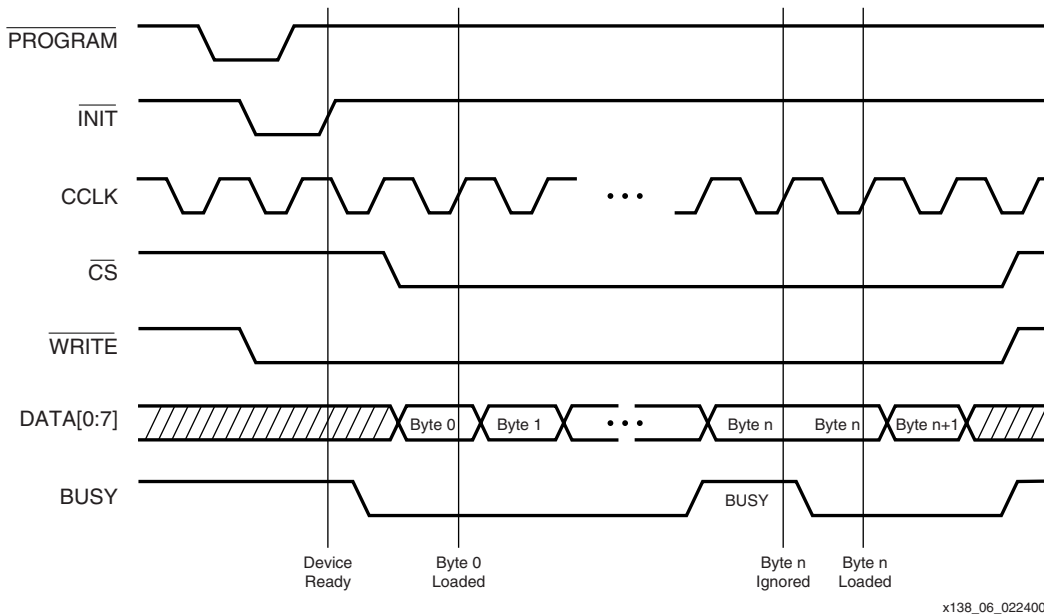 PROGRAM
INIT
CCLK
• • •
CS
WRITE
DATA[0:7]
Byte 0 Byte 1 • • • Byte n Byte n Byte n+1
BUSY
BUSY
Device Ready
Byte 0 Loaded
Byte n Ignored
Byte n Loaded
x138_06_022400